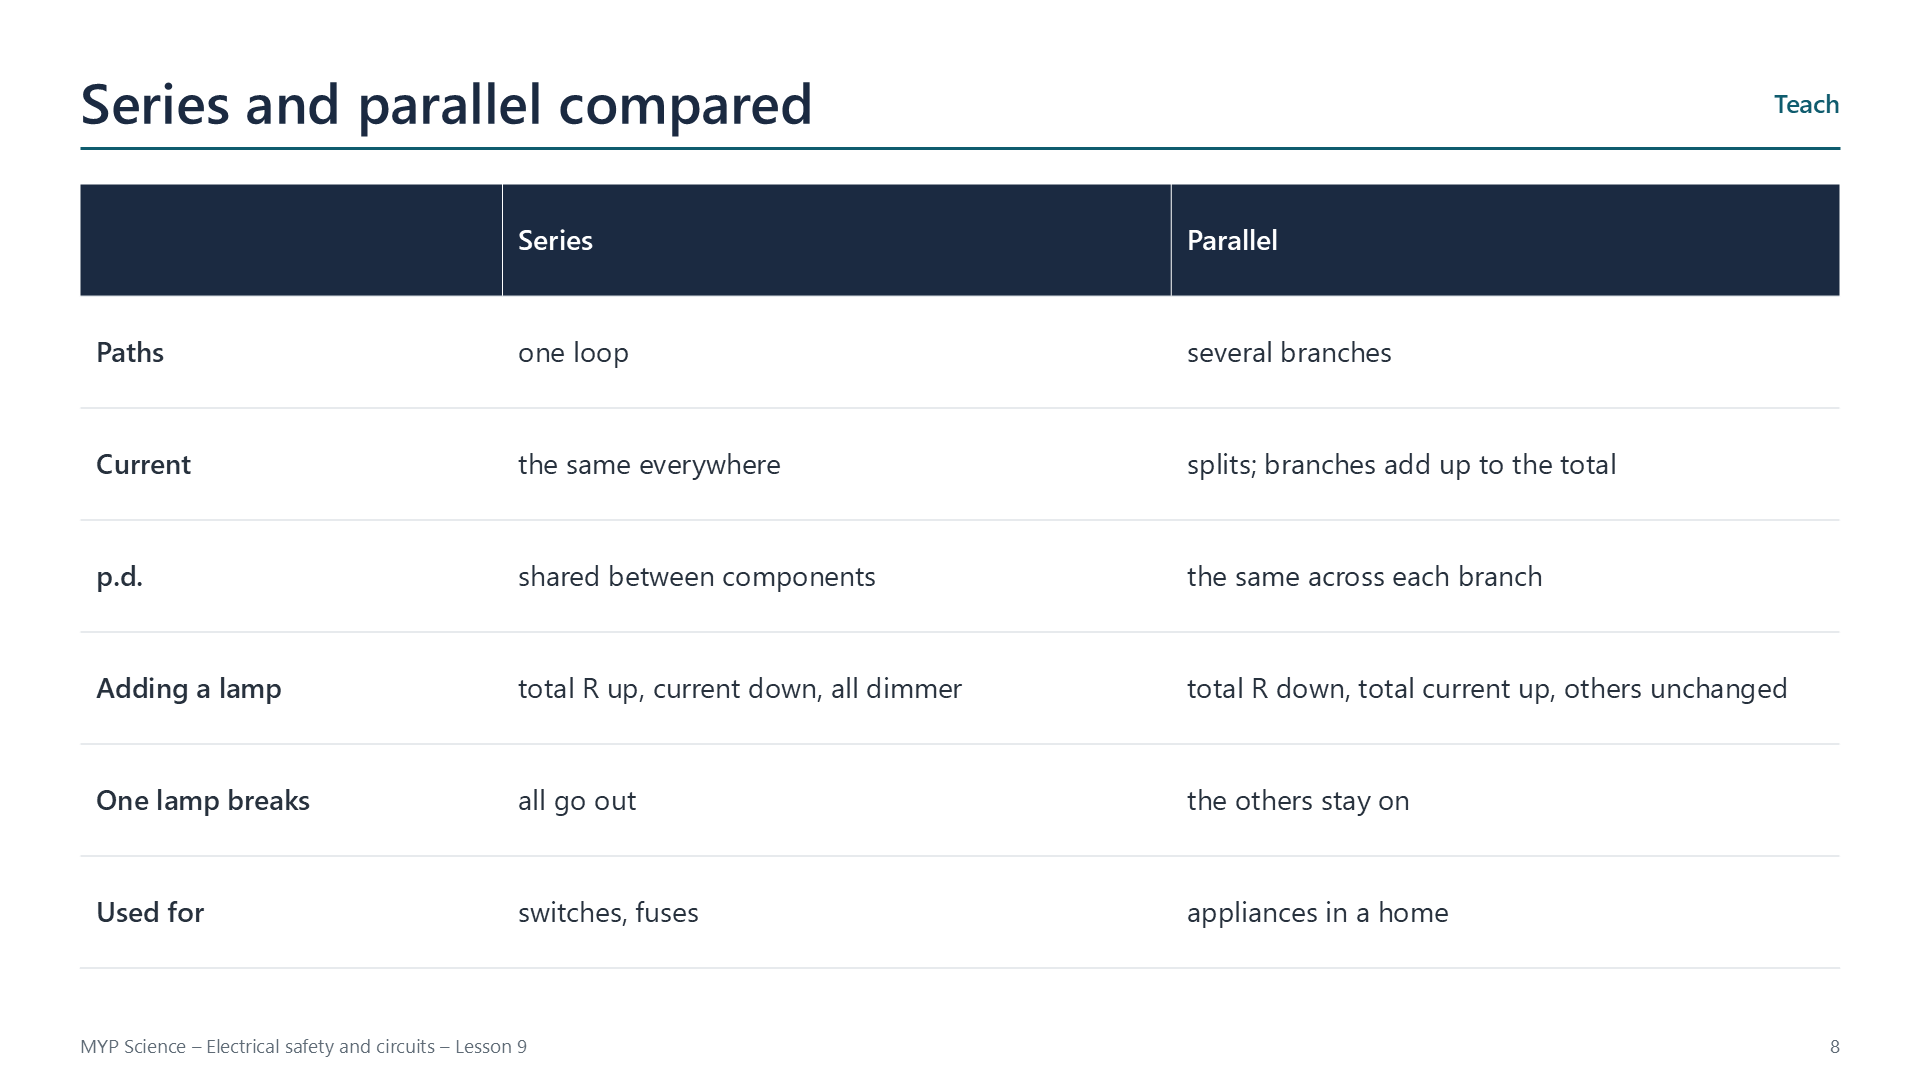 Series and parallel compared
Teach
Series
Parallel
Paths
one loop
several branches
Current
the same everywhere
splits; branches add up to the total
p.d.
shared between components
the same across each branch
Adding a lamp
total R up, current down, all dimmer
total R down, total current up, others unchanged
One lamp breaks
all go out
the others stay on
Used for
switches, fuses
appliances in a home
MYP Science – Electrical safety and circuits – Lesson 9
8